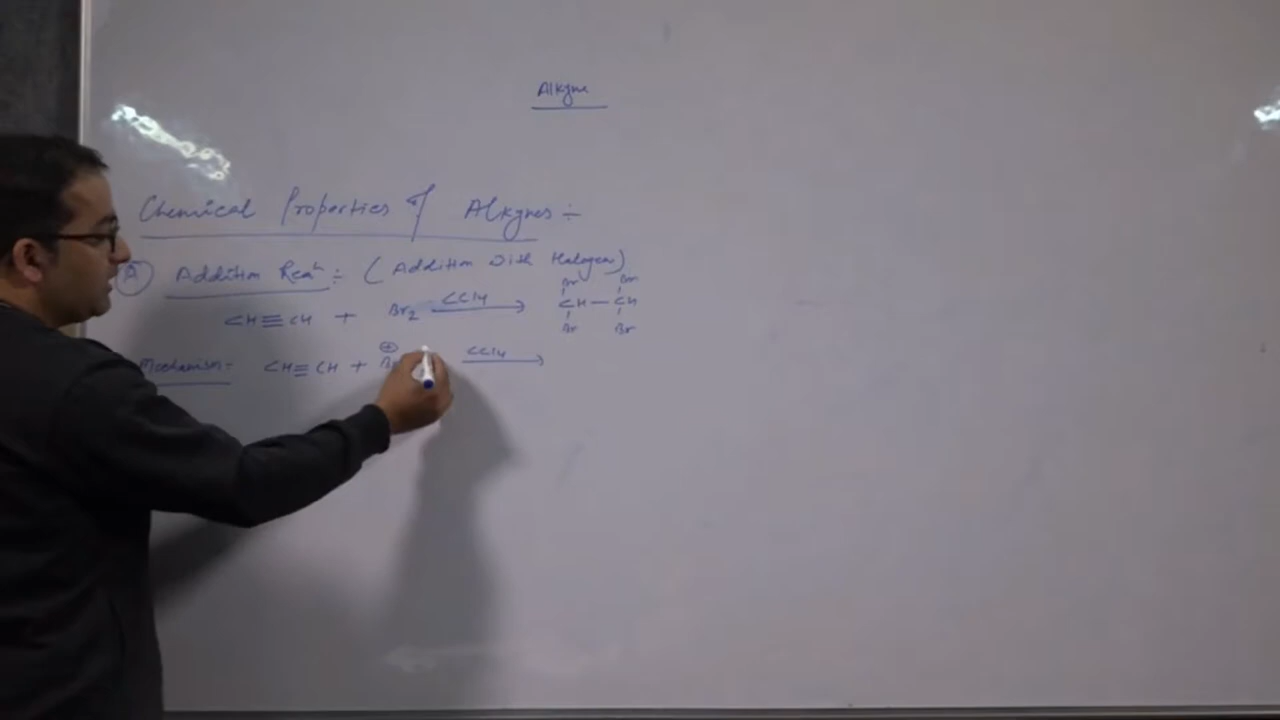 Alkyne
Chemical Properties of Alkynes ÷
(A) Addition Reaⁿ ÷ (Addition with Halogen)
Br Br
CH≡CH + Br₂ CCl4 → CH—CH
Br Br
Mechanism:- CH≡CH + ⊕ CCl4 →